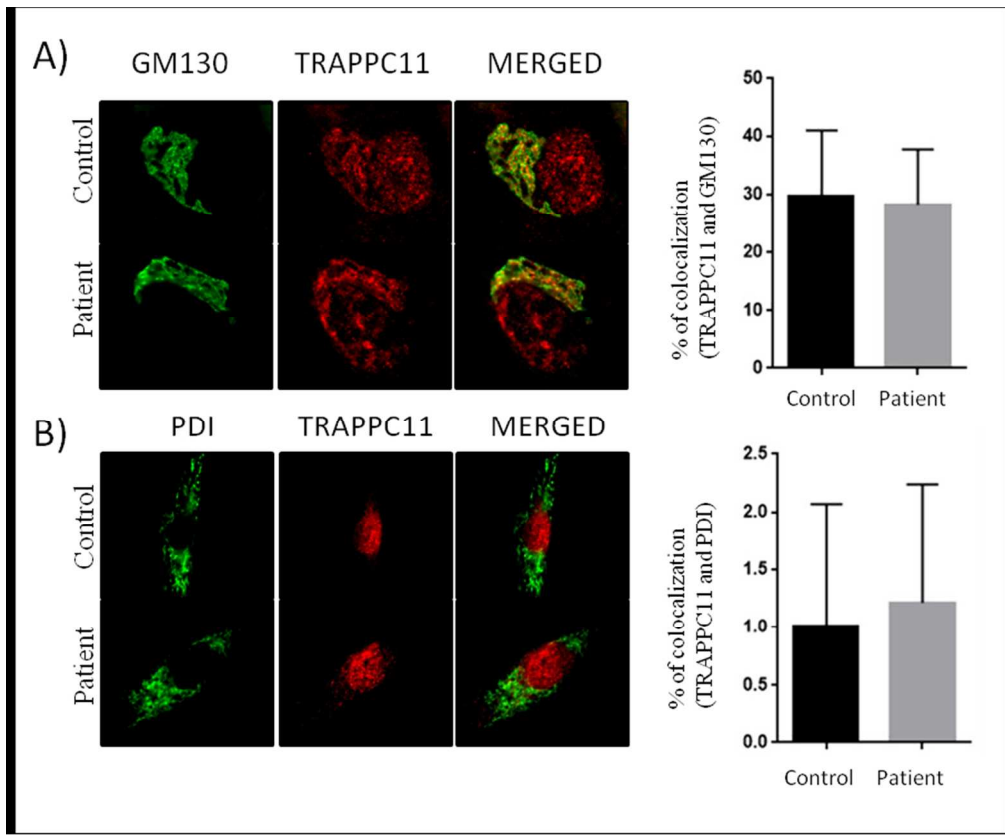 A)
GM130 TRAPPC11 MERGED
Control
Patient
% of colocalization
(TRAPPC11 and GM130)
50
40
30
20
10
0
Control Patient
B)
PDI TRAPPC11 MERGED
Control
Patient
% of colocalization
(TRAPPC11 and PDI)
2.5
2.0
1.5
1.0
0.5
0.0
Control Patient